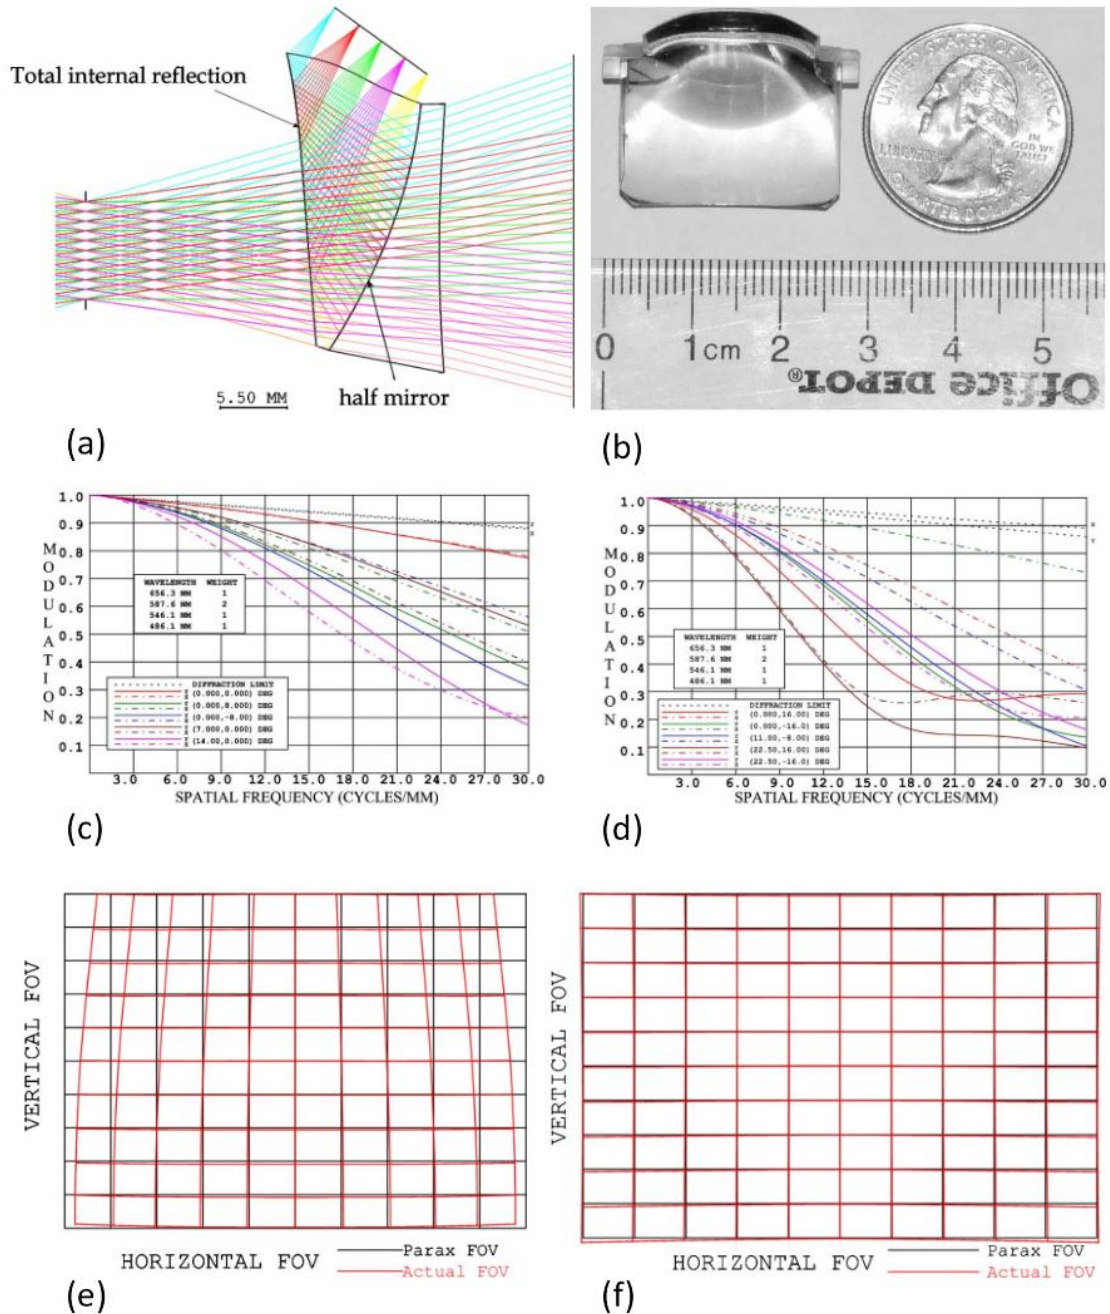 Total internal reflection
half mirror
5.50 MM
(a)
UNITED STATES OF AMERICA
LIBERTY
IN
GOD WE
TRUST
QUARTER DOLLAR
0 1 cm 2 3 4 5
Office DEPOT®
(b)
1.0
0.9
0.8
0.7
0.6
0.5
0.4
0.3
0.2
0.1
MODULATION
WAVELENGTH WEIGHT
656.3 NM 1
587.6 NM 2
546.1 NM 1
486.1 NM 1
DIFFRACTION LIMIT
(0.000,0.000) DEG
(0.000,8.000) DEG
(0.000,-8.00) DEG
(7.000,0.000) DEG
(14.00,0.000) DEG
3.0 6.0 9.0 12.0 15.0 18.0 21.0 24.0 27.0 30.0
SPATIAL FREQUENCY (CYCLES/MM)
(c)
1.0
0.9
0.8
0.7
0.6
0.5
0.4
0.3
0.2
0.1
MODULATION
WAVELENGTH WEIGHT
656.3 NM 1
587.6 NM 2
546.1 NM 1
486.1 NM 1
DIFFRACTION LIMIT
(0.000,16.00) DEG
(0.000,-16.0) DEG
(11.00,-8.00) DEG
(22.50,16.00) DEG
(22.50,-16.0) DEG
3.0 6.0 9.0 12.0 15.0 18.0 21.0 24.0 27.0 30.0
SPATIAL FREQUENCY (CYCLES/MM)
(d)
VERTICAL FOV
HORIZONTAL FOV
Parax FOV
Actual FOV
(e)
VERTICAL FOV
HORIZONTAL FOV
Parax FOV
Actual FOV
(f)